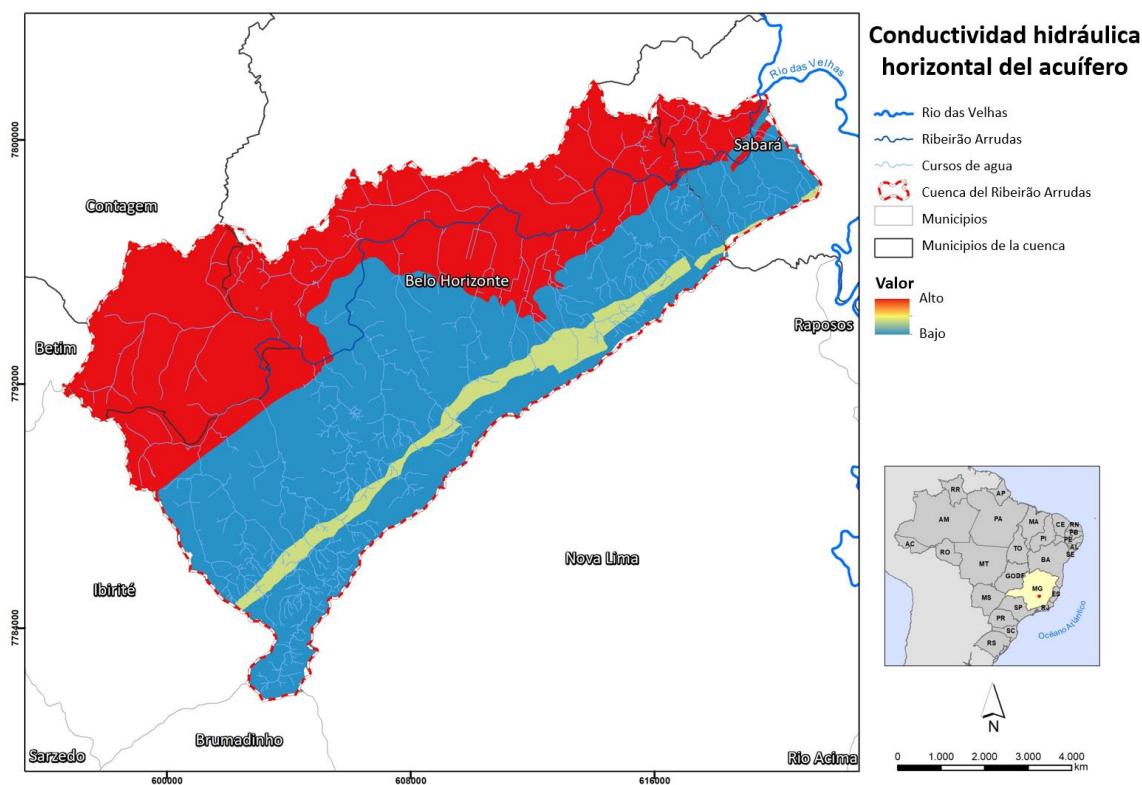 Conductividad hidráulica
horizontal del acuífero
Rio das Velhas
Ribeirão Arrudas
Cursos de agua
Cuenca del Ribeirão Arrudas
Municipios
Municipios de la cuenca
Valor
Alto
Bajo
Rio das Velhas
Sabará
Contagem
Belo Horizonte
Raposos
Betim
Nova Lima
Ibirité
Brumadinho
Sarzedo
Rio Acima
7800000
7792000
7784000
600000
608000
616000
RR
AP
AM
PA
MA
CE
RN
PB
PI
PE
AL
SE
AC
RO
TO
BA
MT
GO
DF
MG
ES
MS
SP
RJ
PR
SC
RS
Océano Atlántico
N
0 1.000 2.000 3.000 4.000
km